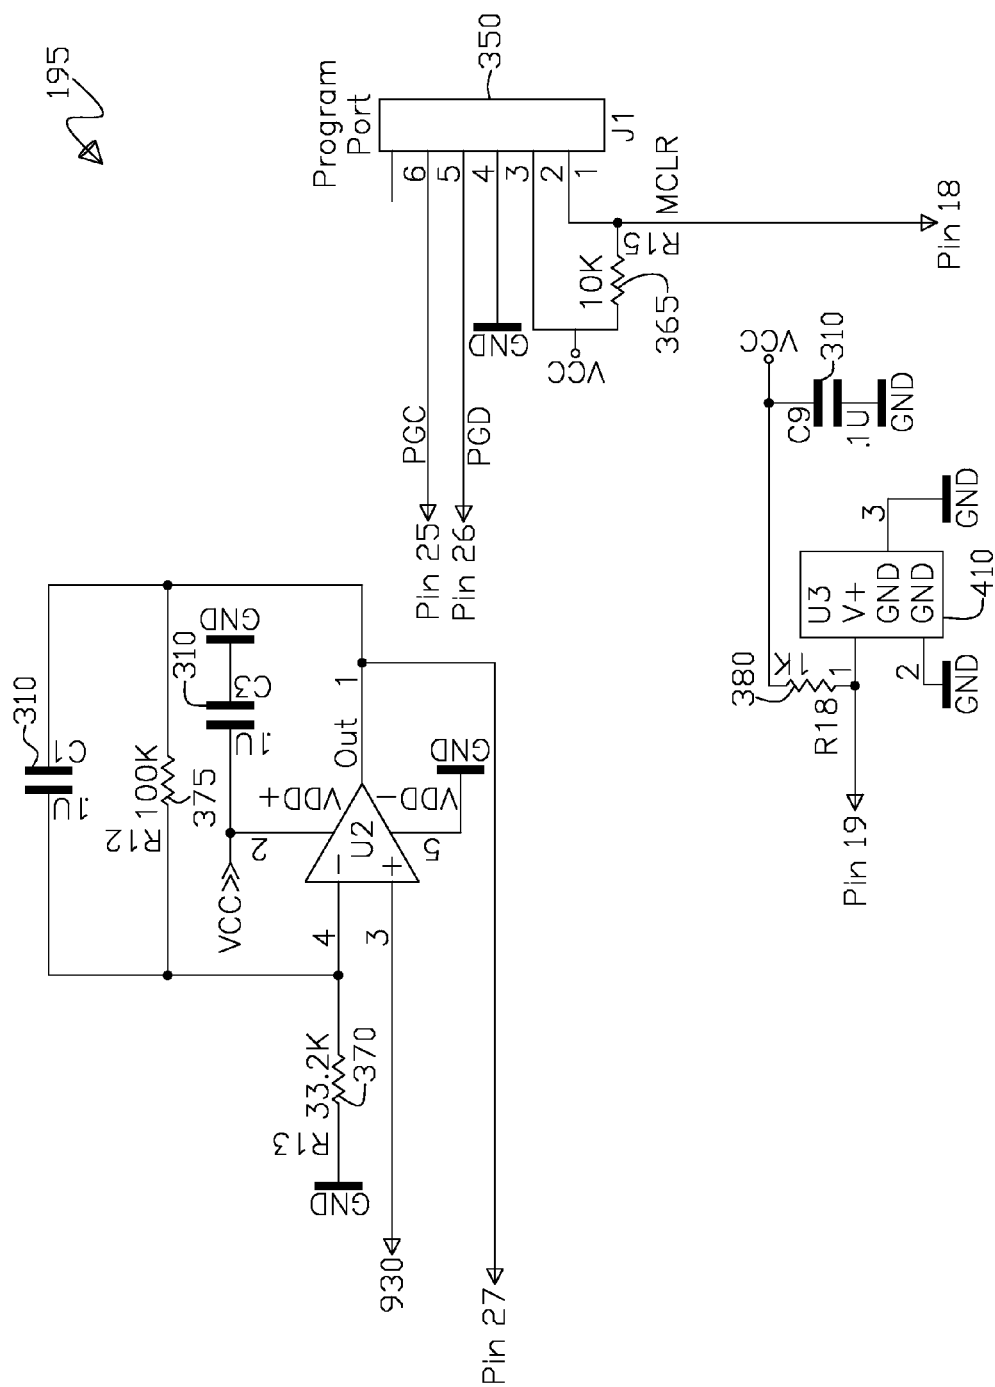 195
350
Program
Port
J1
6
5
4
3
2
1
MCLR
R15
10K
365
GND
VCC
PGC
PGD
Pin 25
Pin 26
Pin 18
310
C1
.1U
100K
R12
375
310
C3
.1U
GND
VCC
2
VDD+
Out
1
U2
VDD-
GND
5
4
3
33.2K
R13
370
GND
930
Pin 27
VCC
310
C9
.1U
GND
380
1K
R18
1
U3
V+
GND
GND
3
GND
2
GND
410
Pin 19